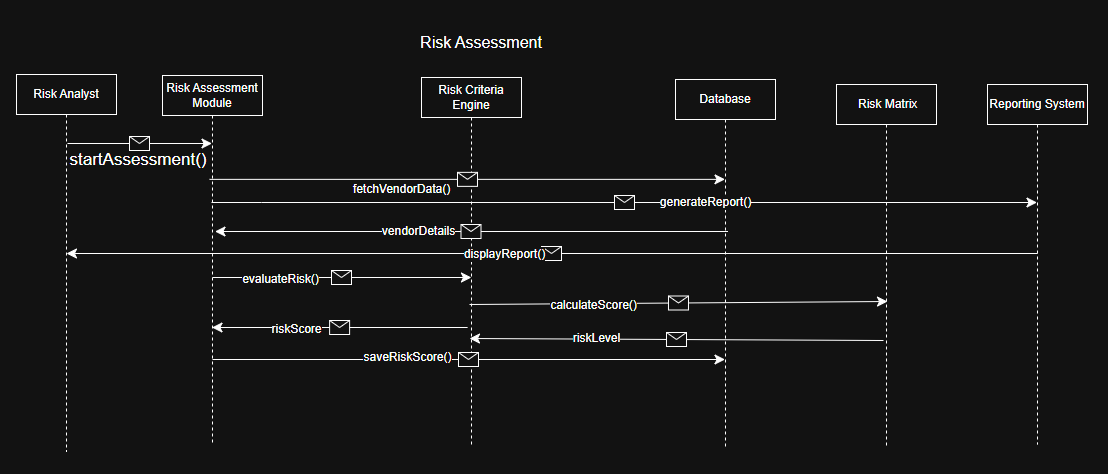 Risk Assessment
Risk Analyst
Risk Assessment
Module
Risk Criteria
Engine
Database
Risk Matrix
Reporting System
startAssessment()
fetchVendorData()
generateReport()
vendorDetails
displayReport()
evaluateRisk()
calculateScore()
riskScore
riskLevel
saveRiskScore()